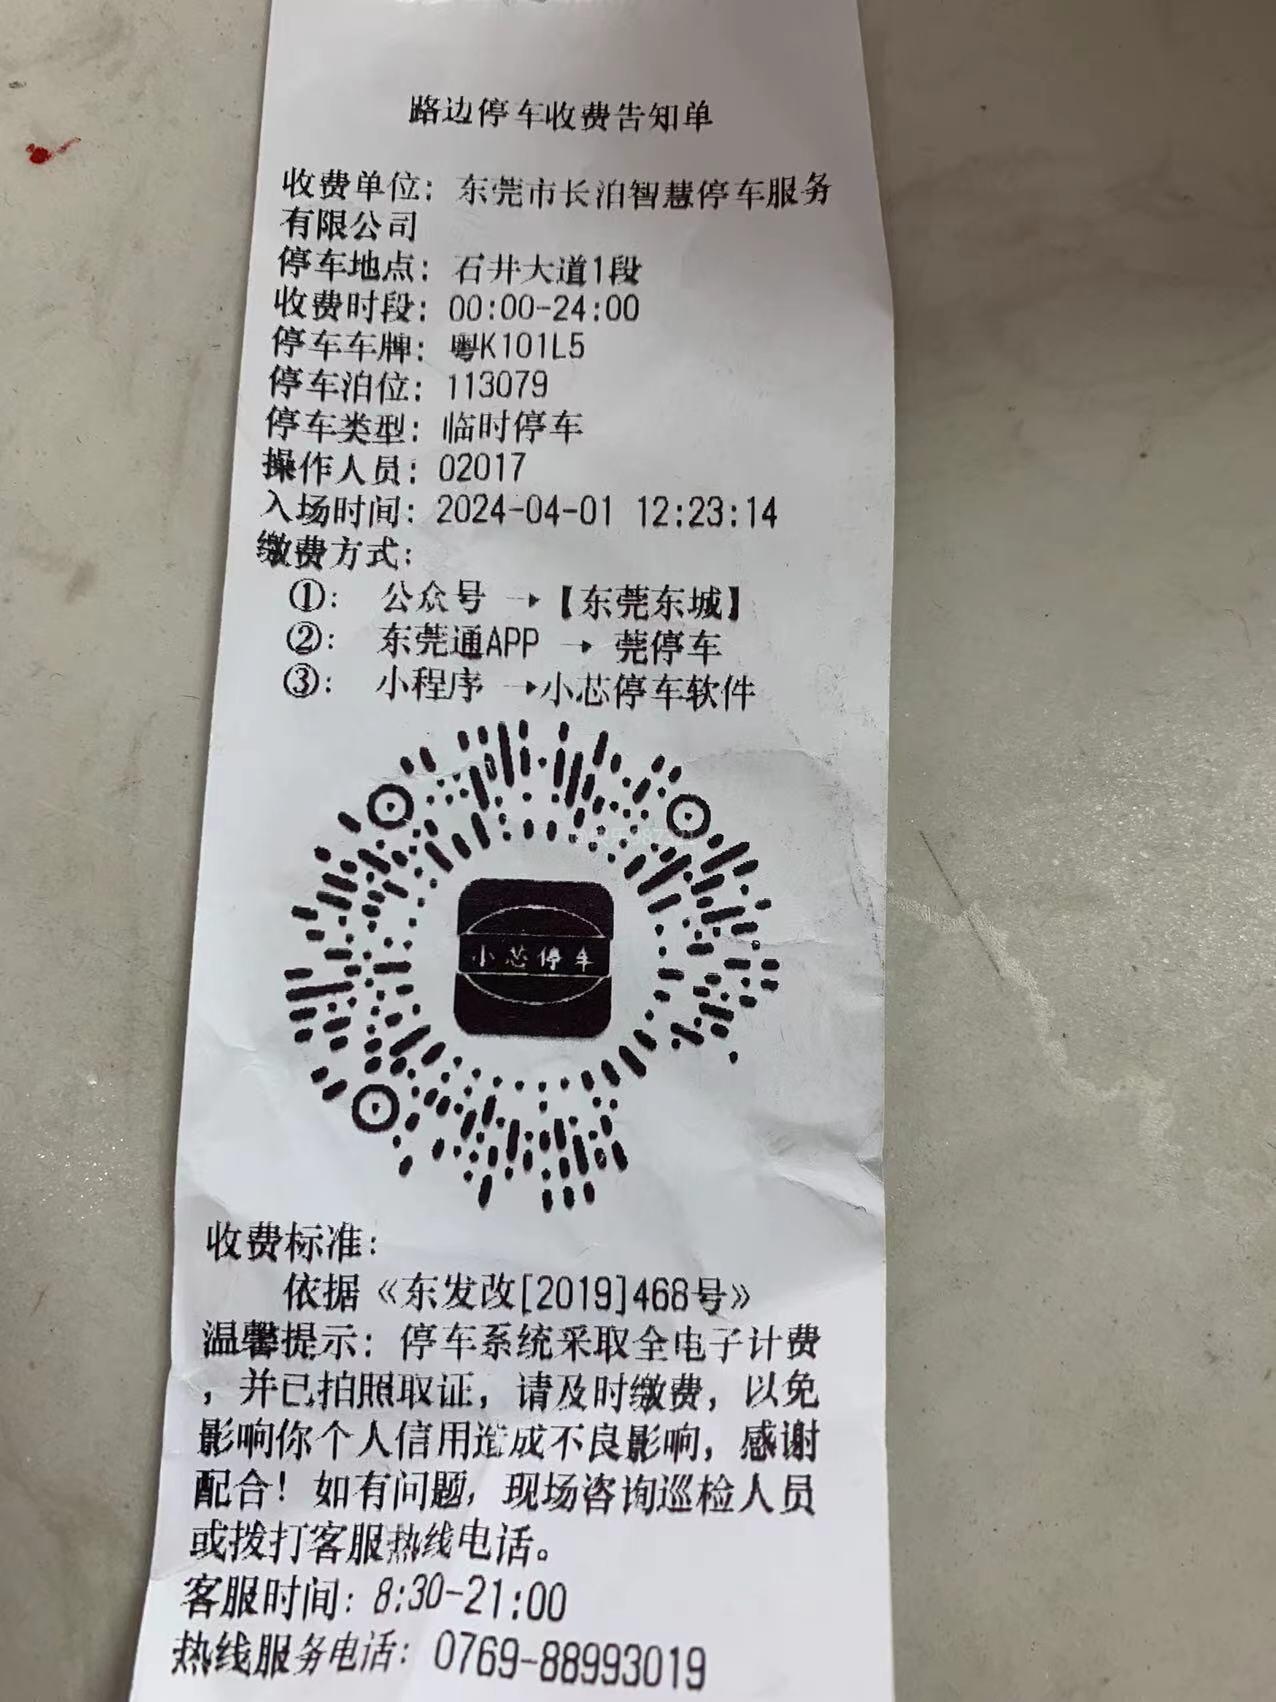 路边停车收费告知单
收费单位：东莞市长泊智慧停车服务
有限公司
停车地点：石井大道1段
收费时段：00:00-24:00
停车车牌：粤K101L5
停车泊位：113079
停车类型：临时停车
操作人员：02017
入场时间：2024-04-01 12:23:14
缴费方式：
①： 公众号 →【东莞东城】
②： 东莞通APP → 莞停车
③： 小程序 →小芯停车软件
小芯停车
收费标准：
依据《东发改[2019]468号》
温馨提示：停车系统采取全电子计费
，并已拍照取证，请及时缴费，以免
影响你个人信用造成不良影响，感谢
配合！如有问题，现场咨询巡检人员
或拨打客服热线电话。
客服时间：8:30-21:00
热线服务电话：0769-88993019